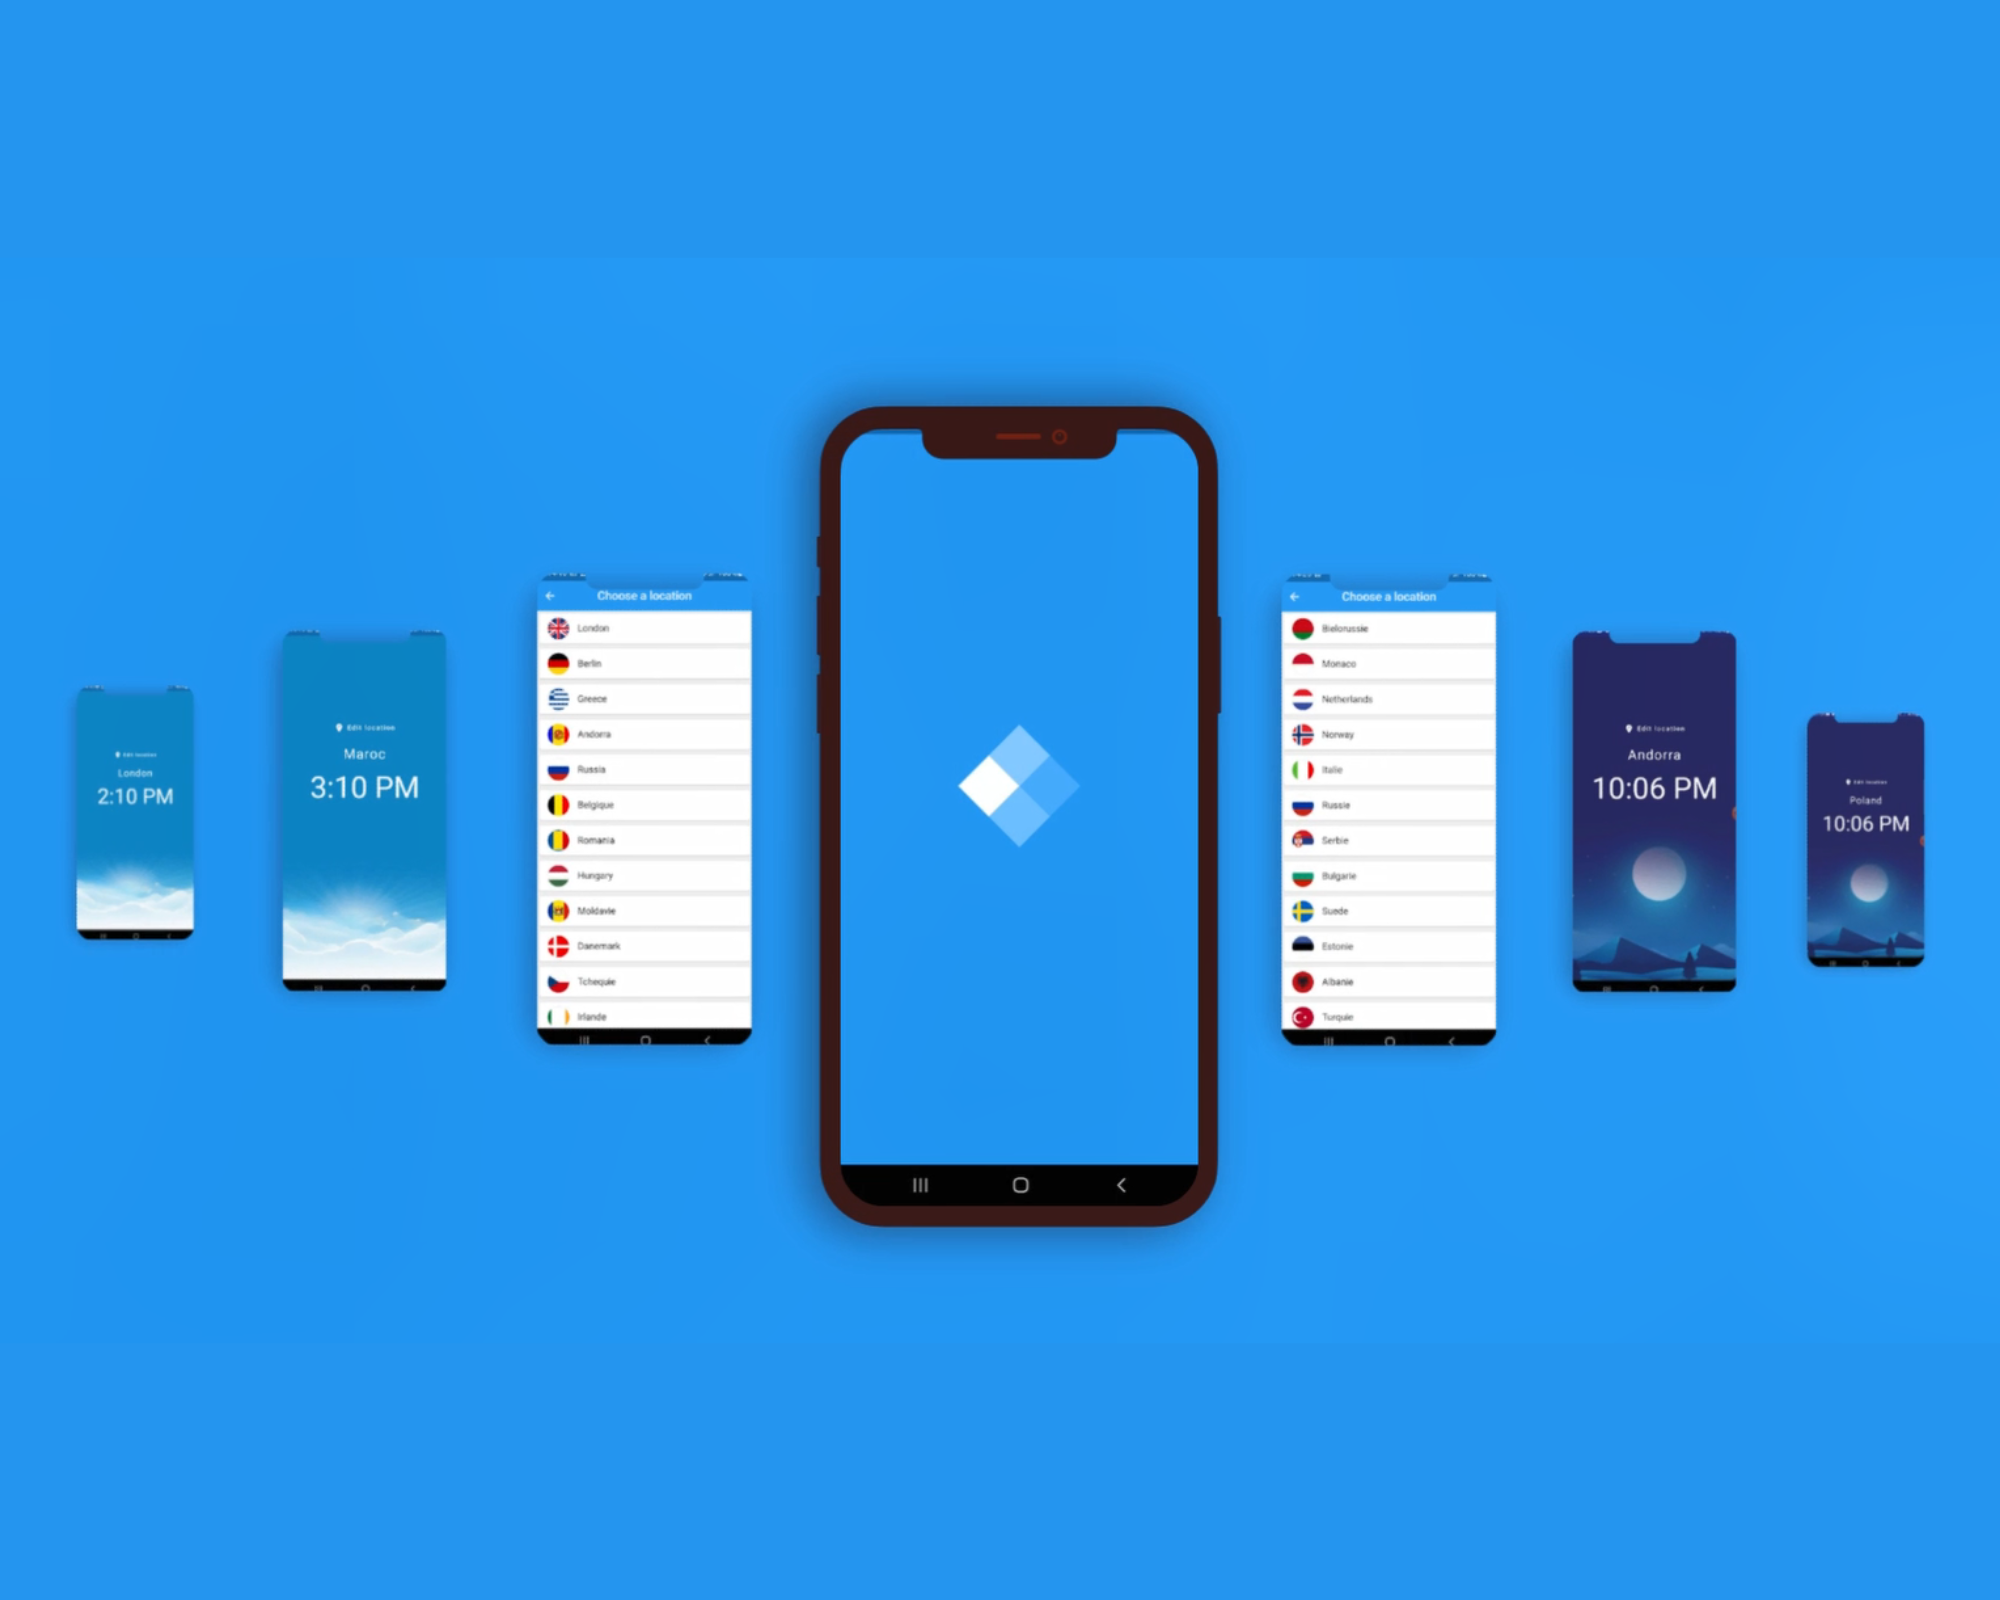 Edit location
London
2:10 PM
Edit location
Maroc
3:10 PM
Choose a location
London
Berlin
Greece
Andorra
Russia
Belgique
Romania
Hungary
Moldavie
Danemark
Tchequie
Irlande
Choose a location
Bielorussie
Monaco
Netherlands
Norway
Italie
Russie
Serbie
Bulgarie
Suede
Estonie
Albanie
Turquie
Edit location
Andorra
10:06 PM
Edit location
Poland
10:06 PM